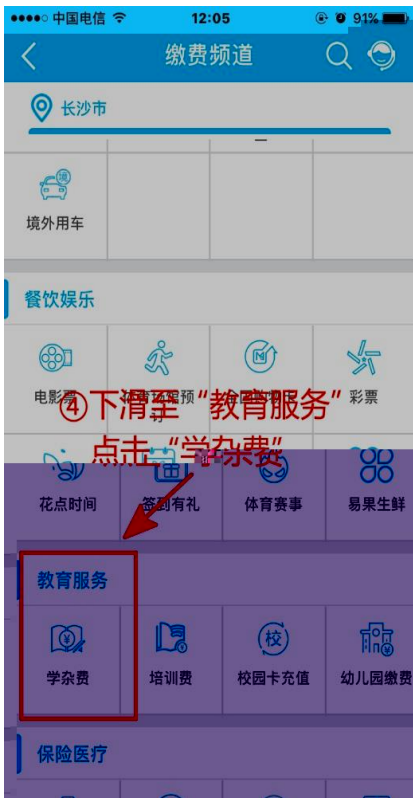 中国电信 12:05 91%
缴费频道
长沙市
境外用车
餐饮娱乐
电影票 彩票
④下滑至“教育服务”
点击“学杂费”
花点时间 签到有礼 体育赛事 易果生鲜
教育服务
学杂费 培训费 校园卡充值 幼儿园缴费
保险医疗